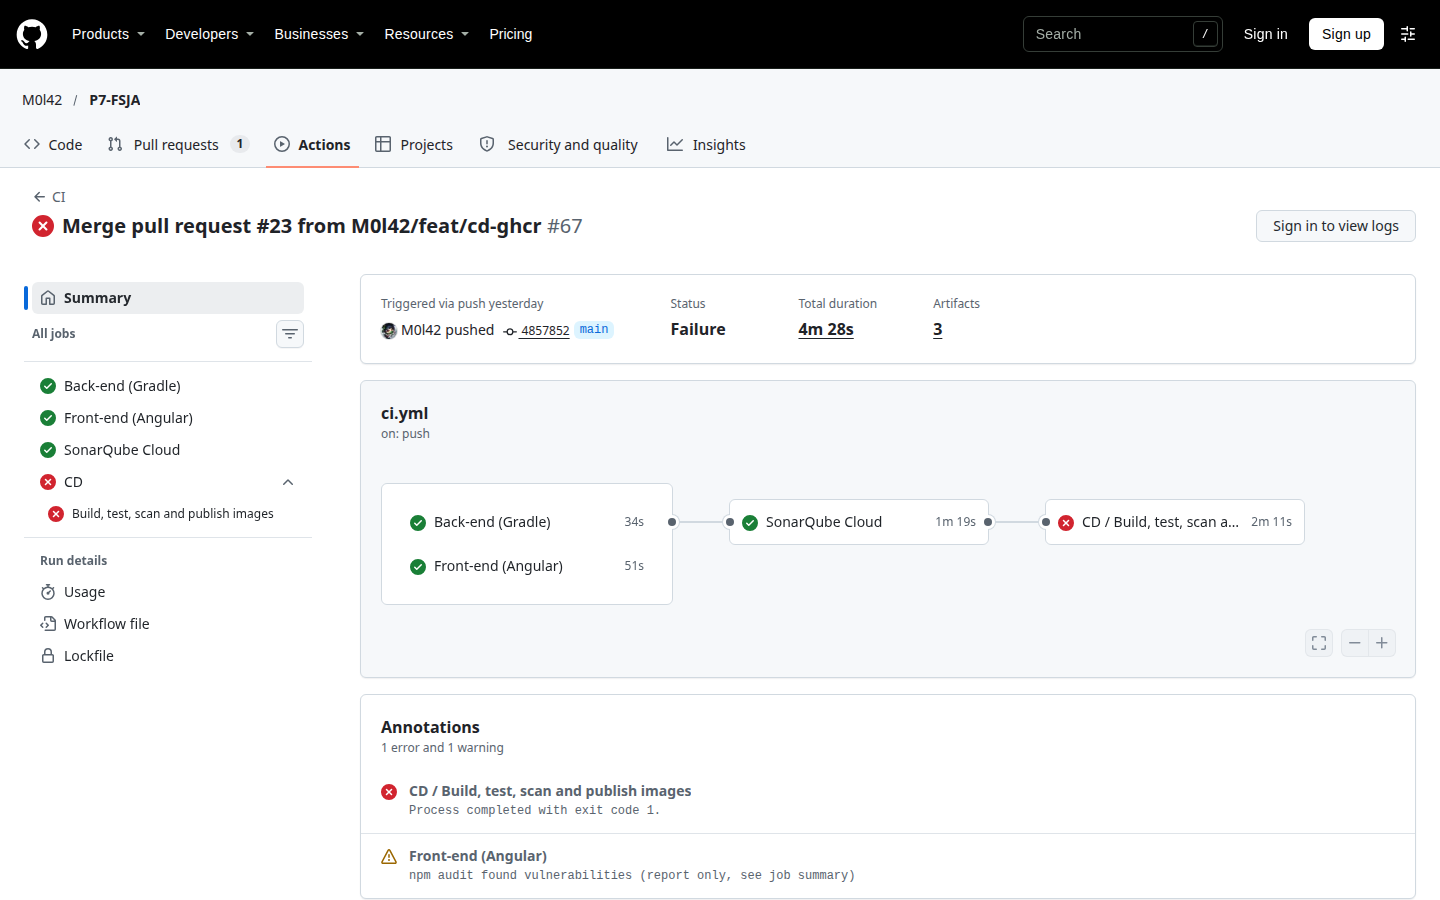 Products
Developers
Businesses
Resources
Pricing
Search
/
Sign in
Sign up
M0l42 / P7-FSJA
Code
Pull requests 1
Actions
Projects
Security and quality
Insights
CI
Merge pull request #23 from M0l42/feat/cd-ghcr #67
Sign in to view logs
Summary
All jobs
Back-end (Gradle)
Front-end (Angular)
SonarQube Cloud
CD
Build, test, scan and publish images
Run details
Usage
Workflow file
Lockfile
Triggered via push yesterday
M0l42 pushed 4857852 main
Status
Failure
Total duration
4m 28s
Artifacts
3
ci.yml
on: push
Back-end (Gradle) 34s
Front-end (Angular) 51s
SonarQube Cloud 1m 19s
CD / Build, test, scan a... 2m 11s
Annotations
1 error and 1 warning
CD / Build, test, scan and publish images
Process completed with exit code 1.
Front-end (Angular)
npm audit found vulnerabilities (report only, see job summary)